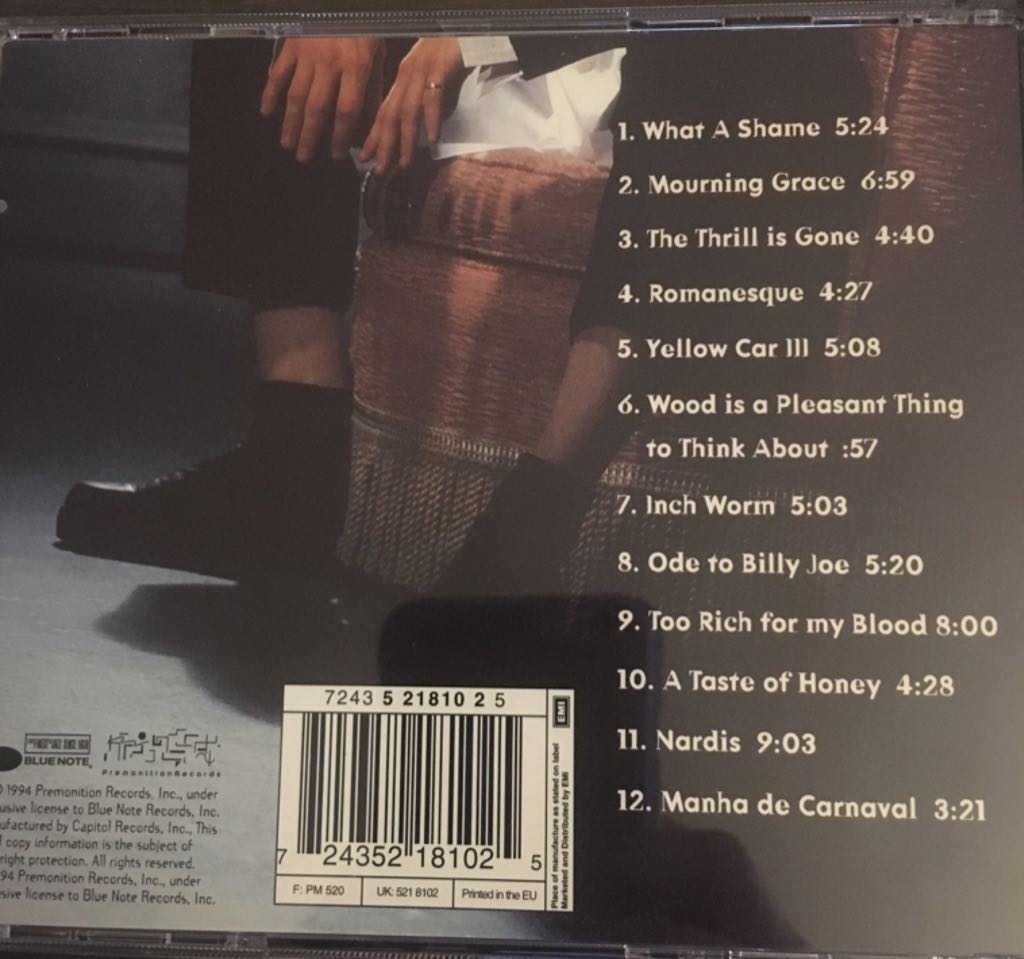 1. What A Shame 5:24
2. Mourning Grace 6:59
3. The Thrill is Gone 4:40
4. Romanesque 4:27
5. Yellow Car III 5:08
6. Wood is a Pleasant Thing
to Think About :57
7. Inch Worm 5:03
8. Ode to Billy Joe 5:20
9. Too Rich for my Blood 8:00
10. A Taste of Honey 4:28
11. Nardis 9:03
12. Manha de Carnaval 3:21
7243 5 21810 2 5
EMI
Place of manufacture as stated on label
Marketed and Distributed by EMI
7 24352 18102 5
F: PM 520
UK: 521 8102
Printed in the EU
BLUE NOTE
PremonitionRecords
1994 Premonition Records, Inc., under
usive license to Blue Note Records, Inc.
ufactured by Capitol Records, Inc., This
copy information is the subject of
right protection. All rights reserved.
94 Premonition Records, Inc., under
sive license to Blue Note Records, Inc.